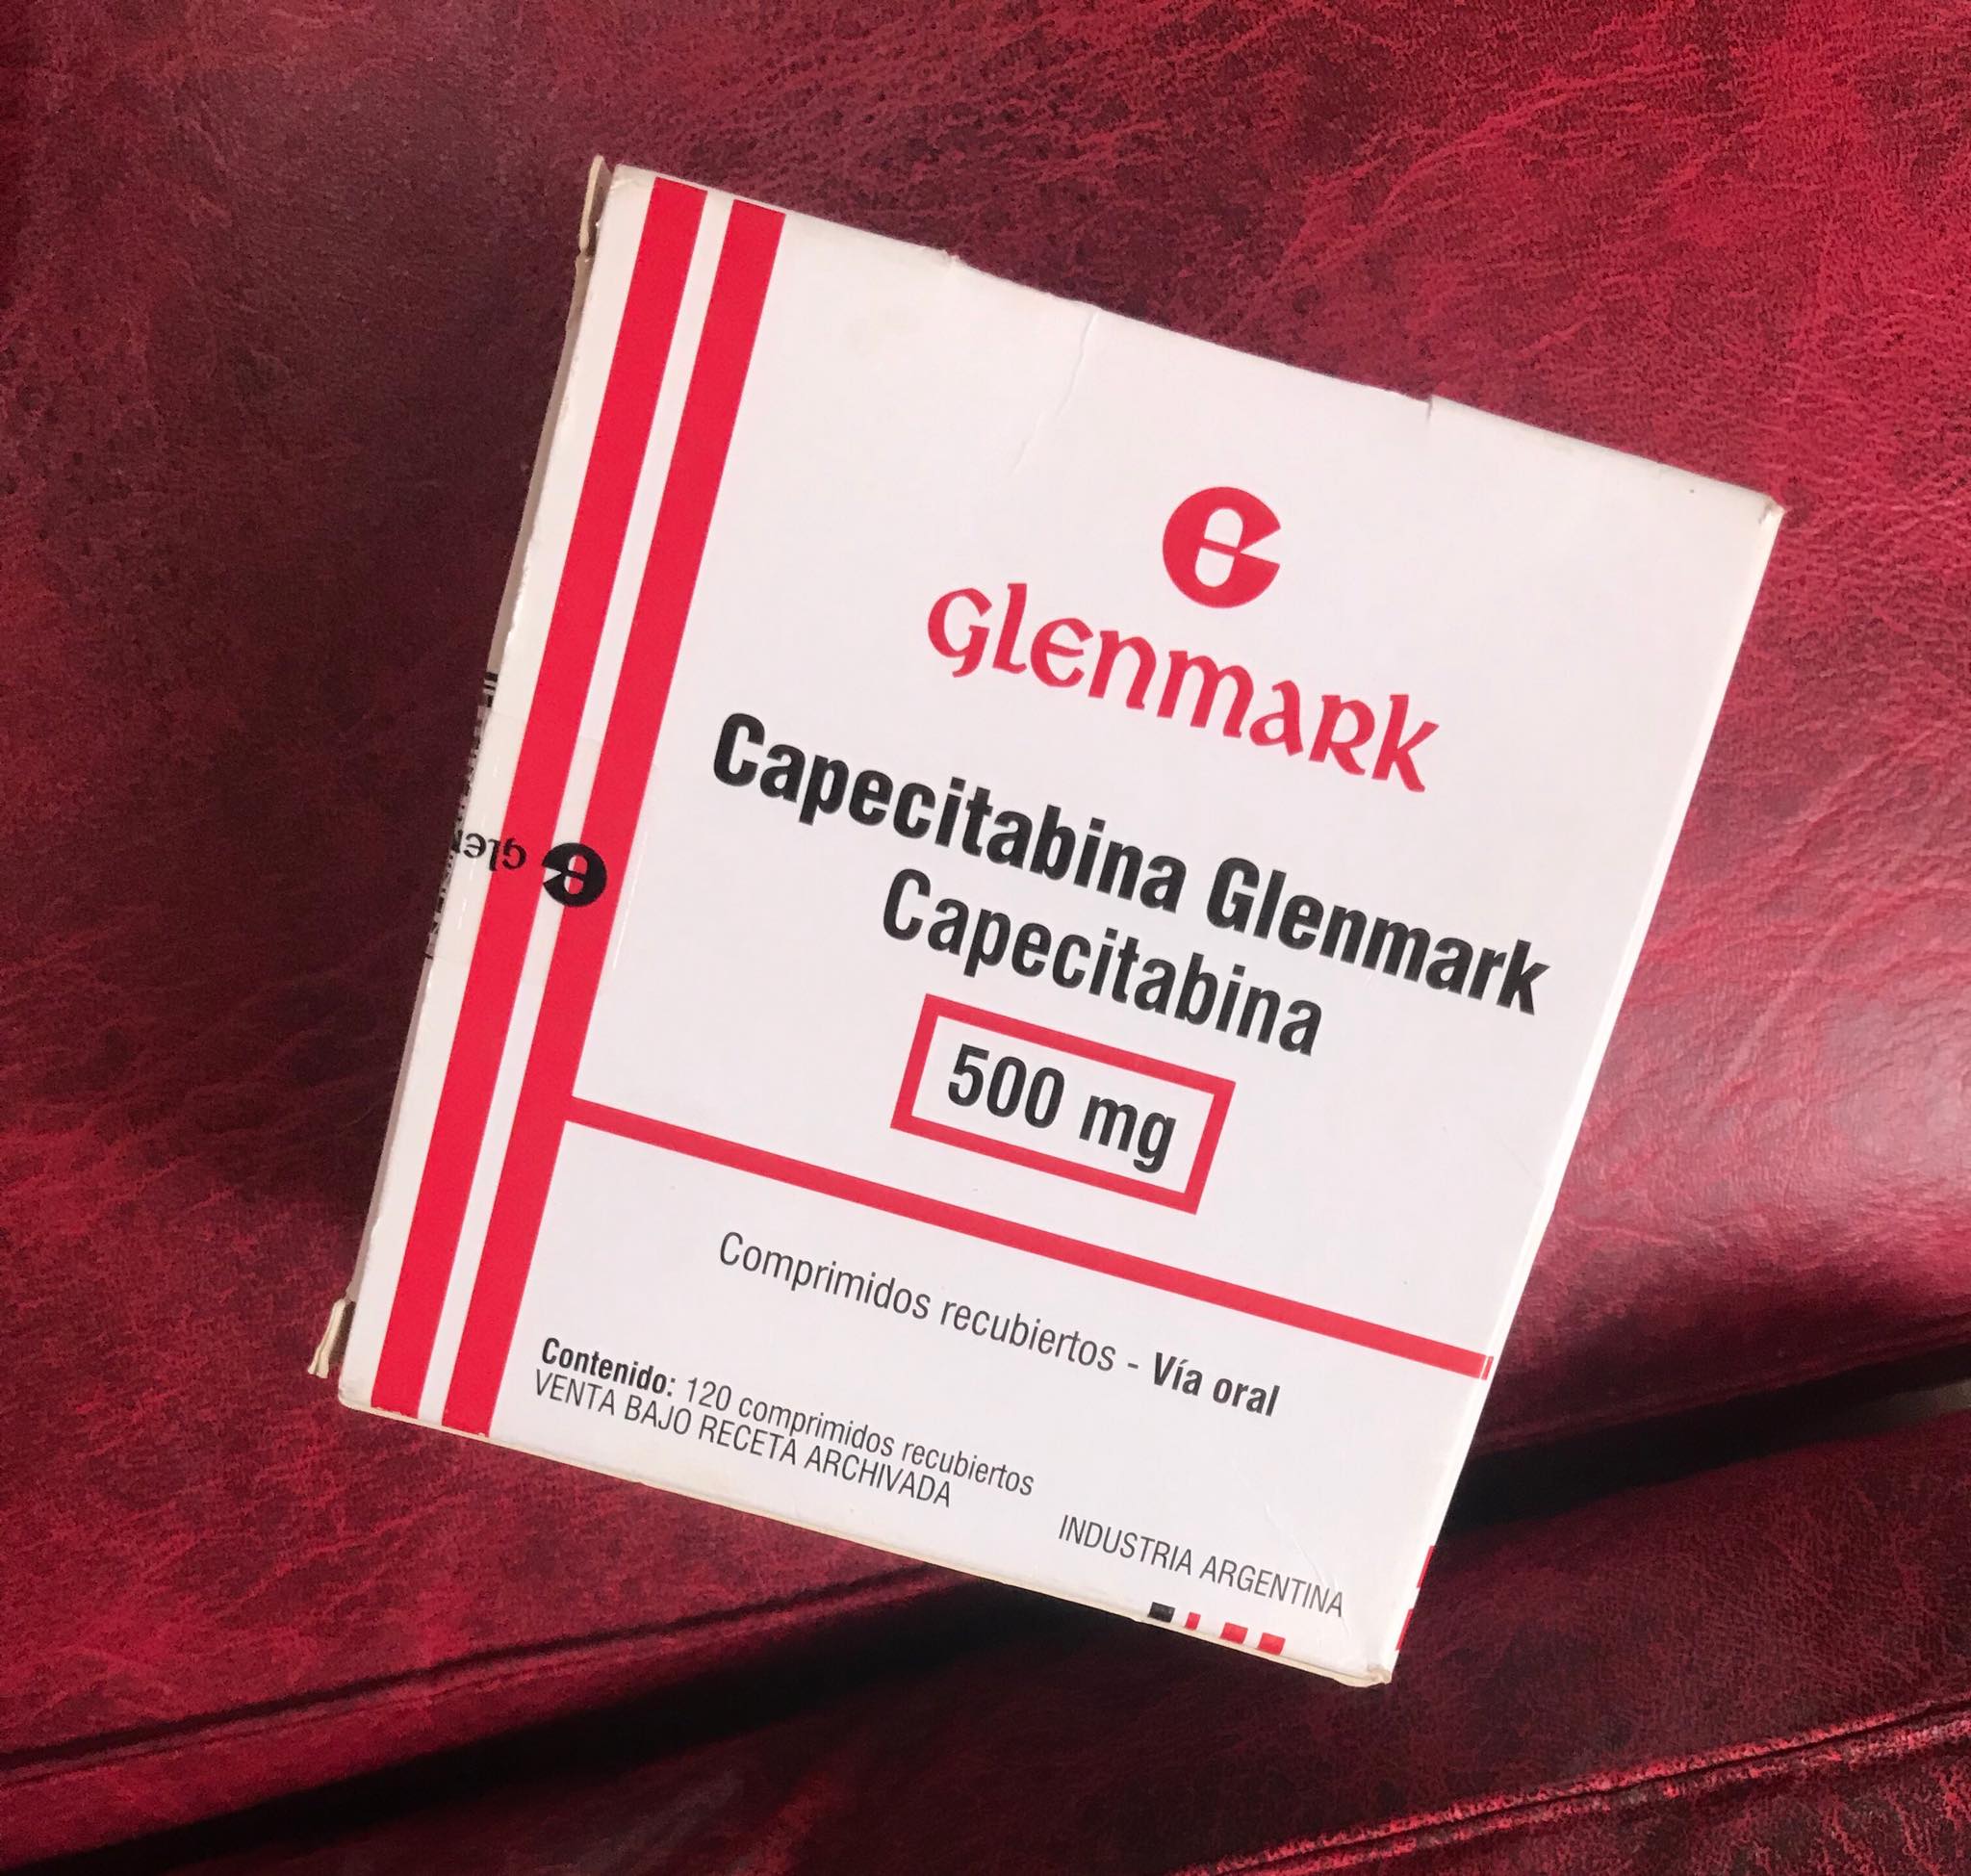 Glenmark
Capecitabina Glenmark
Capecitabina
500 mg
Comprimidos recubiertos - Vía oral
Contenido: 120 comprimidos recubiertos
VENTA BAJO RECETA ARCHIVADA
INDUSTRIA ARGENTINA